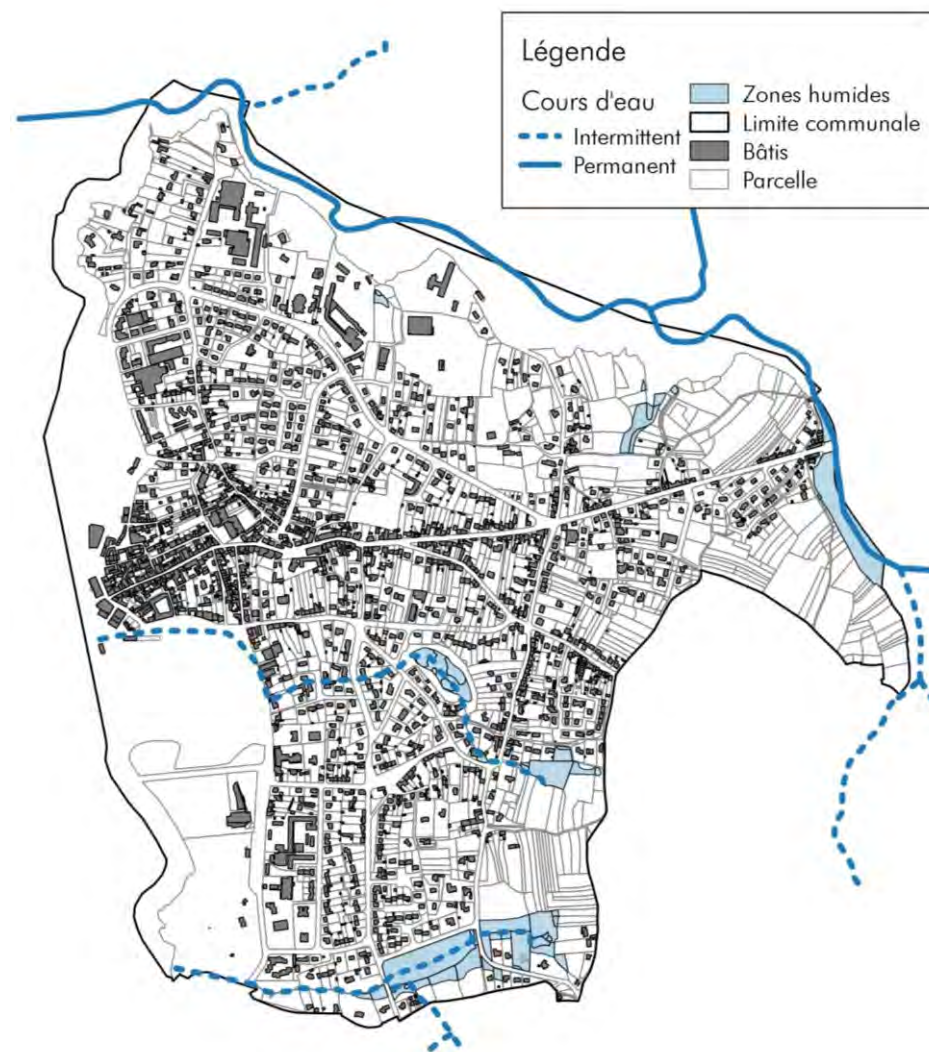 Légende
Cours d'eau
Intermittent
Permanent
Zones humides
Limite communale
Bâtis
Parcelle